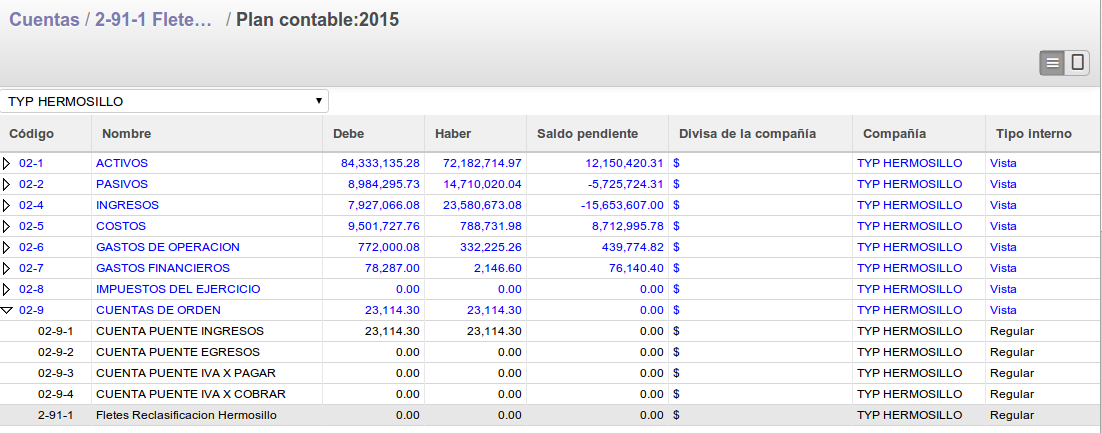 Cuentas / 2-91-1 Flete... / Plan contable:2015
TYP HERMOSILLO
Código Nombre Debe Haber Saldo pendiente Divisa de la compañía Compañía Tipo interno
02-1 ACTIVOS 84,333,135.28 72,182,714.97 12,150,420.31 $ TYP HERMOSILLO Vista
02-2 PASIVOS 8,984,295.73 14,710,020.04 -5,725,724.31 $ TYP HERMOSILLO Vista
02-4 INGRESOS 7,927,066.08 23,580,673.08 -15,653,607.00 $ TYP HERMOSILLO Vista
02-5 COSTOS 9,501,727.76 788,731.98 8,712,995.78 $ TYP HERMOSILLO Vista
02-6 GASTOS DE OPERACION 772,000.08 332,225.26 439,774.82 $ TYP HERMOSILLO Vista
02-7 GASTOS FINANCIEROS 78,287.00 2,146.60 76,140.40 $ TYP HERMOSILLO Vista
02-8 IMPUESTOS DEL EJERCICIO 0.00 0.00 0.00 $ TYP HERMOSILLO Vista
02-9 CUENTAS DE ORDEN 23,114.30 23,114.30 0.00 $ TYP HERMOSILLO Vista
02-9-1 CUENTA PUENTE INGRESOS 23,114.30 23,114.30 0.00 $ TYP HERMOSILLO Regular
02-9-2 CUENTA PUENTE EGRESOS 0.00 0.00 0.00 $ TYP HERMOSILLO Regular
02-9-3 CUENTA PUENTE IVA X PAGAR 0.00 0.00 0.00 $ TYP HERMOSILLO Regular
02-9-4 CUENTA PUENTE IVA X COBRAR 0.00 0.00 0.00 $ TYP HERMOSILLO Regular
2-91-1 Fletes Reclasificacion Hermosillo 0.00 0.00 0.00 $ TYP HERMOSILLO Regular